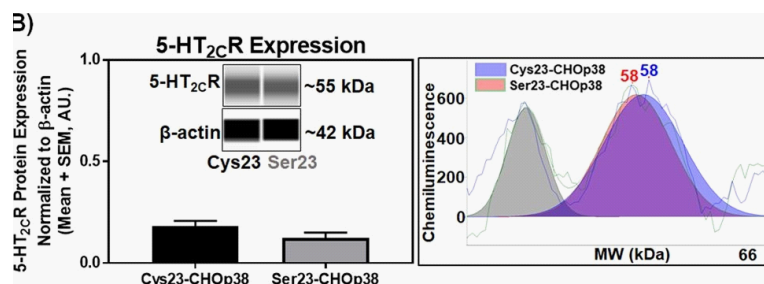 B)
5-HT2CR Expression
5-HT2CR Protein Expression
Normalized to β-actin
(Mean + SEM, AU.)
1.0
0.5
0.0
5-HT2CR
~55 kDa
β-actin
~42 kDa
Cys23 Ser23
Cys23-CHOp38
Ser23-CHOp38
Cys23-CHOp38
Ser23-CHOp38
58 58
Chemiluminescence
600
400
200
0
MW (kDa)
66